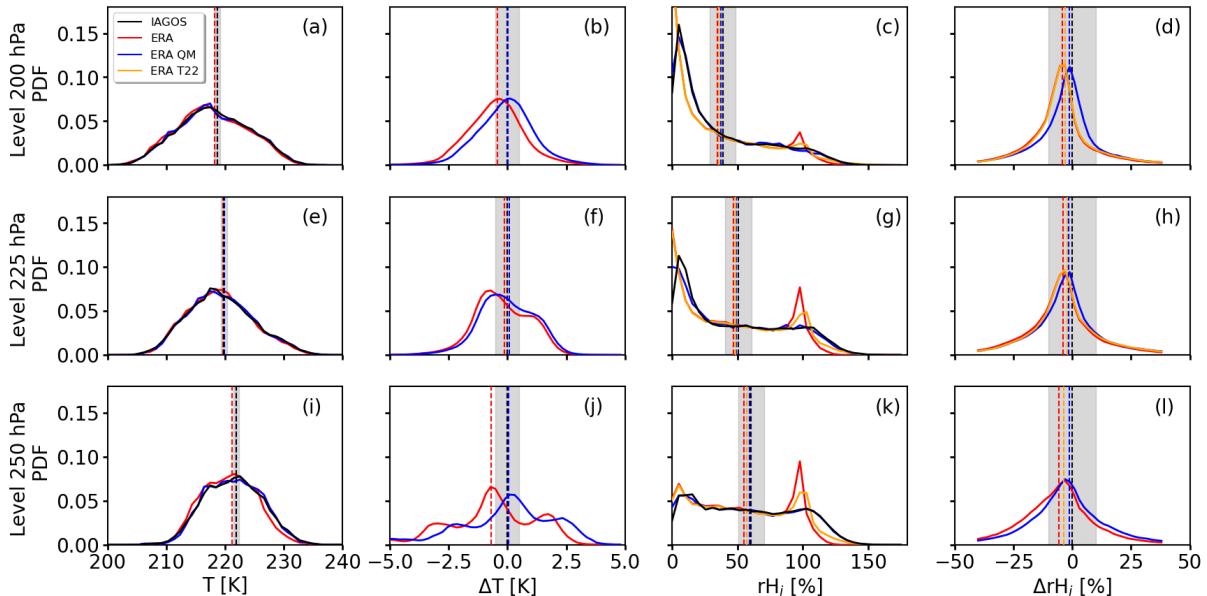 Level 200 hPa
PDF
0.15
0.10
0.05
0.00
IAGOS
ERA
ERA QM
ERA T22
(a)
(b)
(c)
(d)
Level 225 hPa
PDF
0.15
0.10
0.05
0.00
(e)
(f)
(g)
(h)
Level 250 hPa
PDF
0.15
0.10
0.05
0.00
(i)
(j)
(k)
(l)
200 210 220 230 240
−5.0 −2.5 0.0 2.5 5.0
0 50 100 150
−50 −25 0 25 50
T [K]
ΔT [K]
rHi [%]
ΔrHi [%]